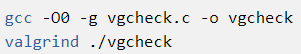 gcc -O0 -g vgcheck.c -o vgcheck
valgrind ./vgcheck